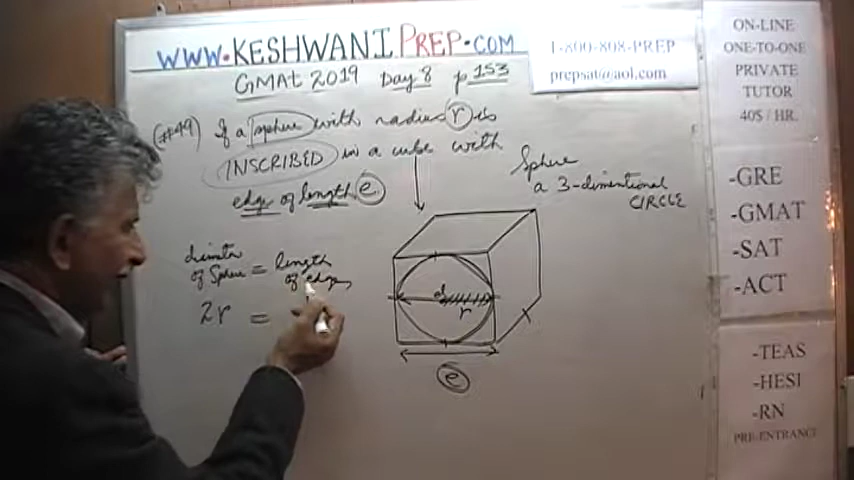 WWW.KESHWANIPREP.COM
GMAt 2019 Day 8 p 153
1-800-808-PREP
prepsat@aol.com
(#49) If a sphere with radius r is
INSCRIBED in a cube with
edge of length e
Sphere
a 3-dimentional
CIRCLE
diameter
of Sphere = length
of edge
2r =
d
r
e
ON-LINE
ONE-TO-ONE
PRIVATE
TUTOR
40$ / HR.
-GRE
-GMAT
-SAT
-ACT
-TEAS
-HESI
-RN
PRE-ENTRANCE